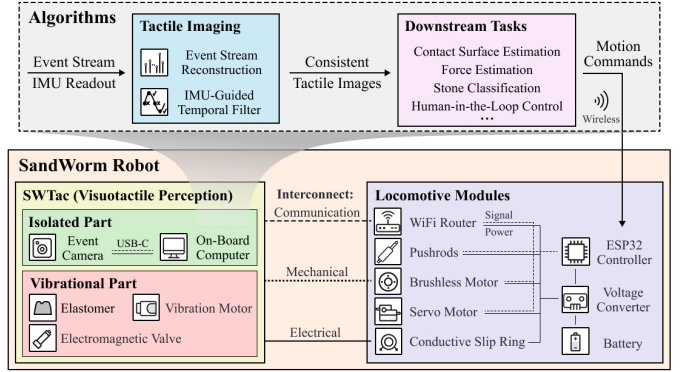 Algorithms
Event Stream
IMU Readout
Tactile Imaging
Event Stream
Reconstruction
IMU-Guided
Temporal Filter
Consistent
Tactile Images
Downstream Tasks
Contact Surface Estimation
Force Estimation
Stone Classification
Human-in-the-Loop Control
...
Motion
Commands
Wireless
SandWorm Robot
SWTac (Visuotactile Perception)
Isolated Part
Event
Camera
USB-C
On-Board
Computer
Vibrational Part
Elastomer
Vibration Motor
Electromagnetic Valve
Interconnect:
Communication
Mechanical
Electrical
Locomotive Modules
WiFi Router
Signal
Power
Pushrods
Brushless Motor
Servo Motor
Conductive Slip Ring
ESP32
Controller
Voltage
Converter
Battery